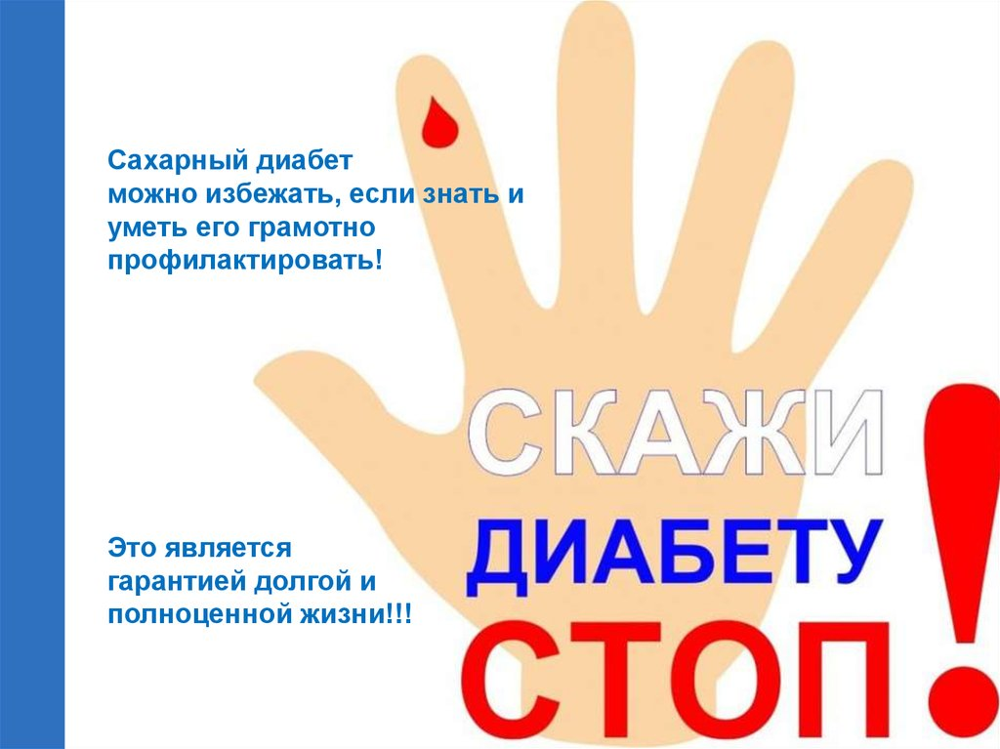 Сахарный диабет
можно избежать, если знать и
уметь его грамотно
профилактировать!
Это является
гарантией долгой и
полноценной жизни!!!
СКАЖИ
ДИАБЕТУ
СТОП!